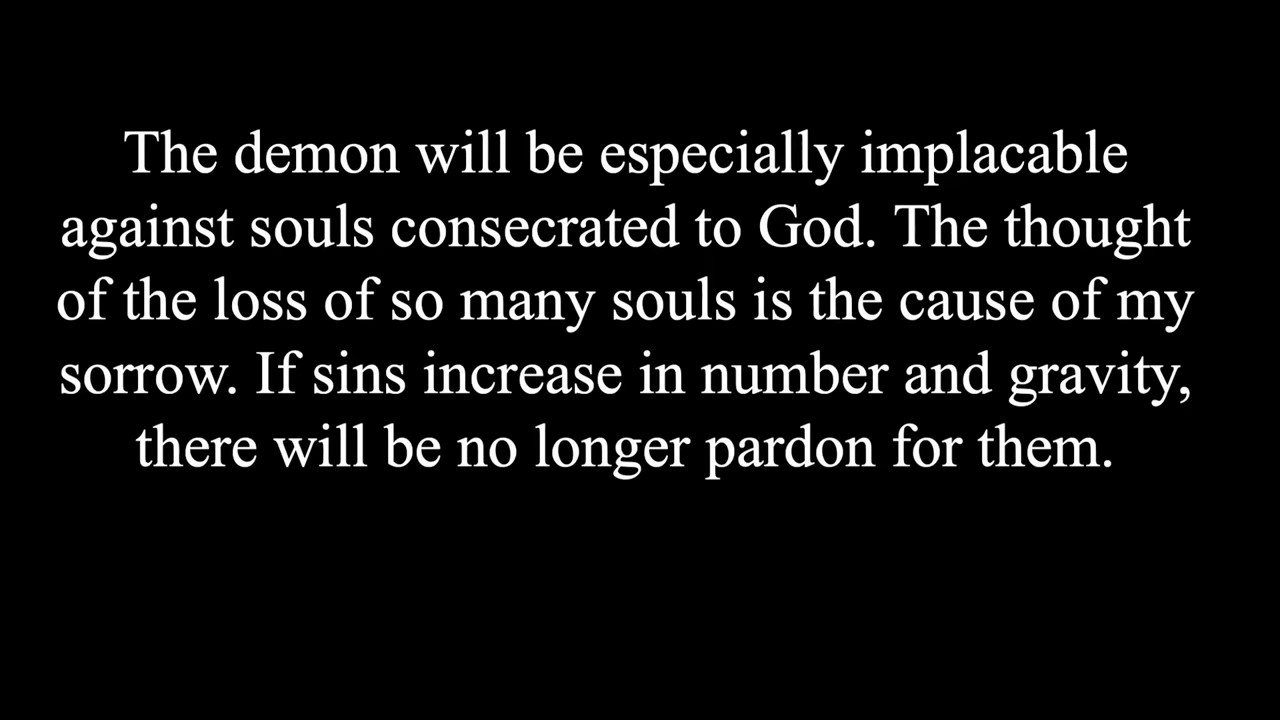 The demon will be especially implacable
against souls consecrated to God. The thought
of the loss of so many souls is the cause of my
sorrow. If sins increase in number and gravity,
there will be no longer pardon for them.